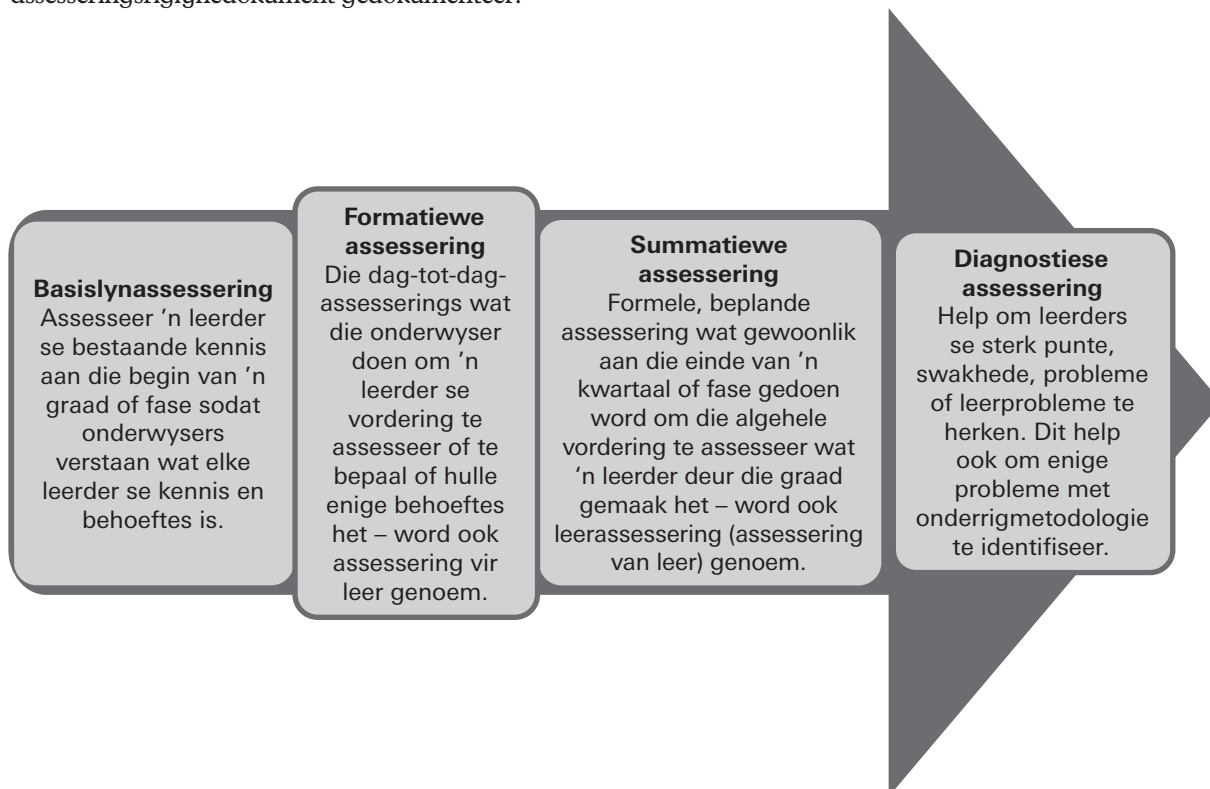 Basislynassessering
Assesseer ’n leerder
se bestaande kennis
aan die begin van ’n
graad of fase sodat
onderwysers
verstaan wat elke
leerder se kennis en
behoeftes is.
Formatiewe
assessering
Die dag-tot-dag-
assesserings wat
die onderwyser
doen om ’n
leerder se
vordering te
assesseer of te
bepaal of hulle
enige behoeftes
het – word ook
assessering vir
leer genoem.
Summatiewe
assessering
Formele, beplande
assessering wat gewoonlik
aan die einde van ’n
kwartaal of fase gedoen
word om die algehele
vordering te assesseer wat
‘n leerder deur die graad
gemaak het – word ook
leerassessering (assessering
van leer) genoem.
Diagnostiese
assessering
Help om leerders
se sterk punte,
swakhede, probleme
of leerprobleme te
herken. Dit help
ook om enige
probleme met
onderrigmetodologie
te identifiseer.